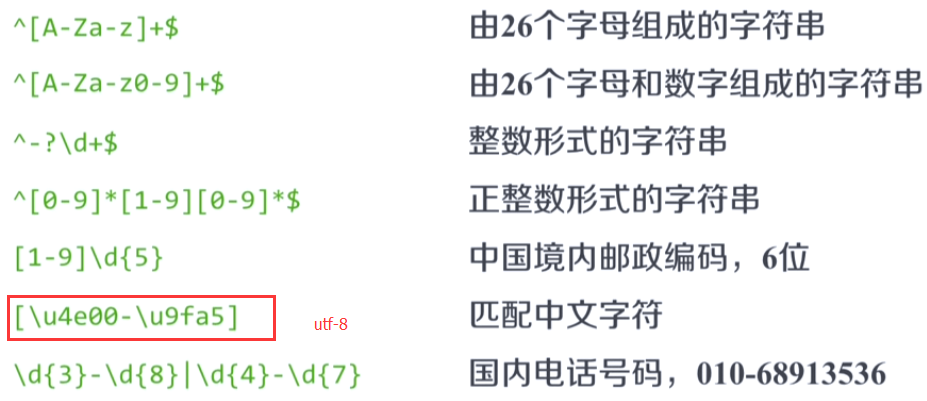 ^[A-Za-z]+$ 由26个字母组成的字符串
^[A-Za-z0-9]+$ 由26个字母和数字组成的字符串
^-?\d+$ 整数形式的字符串
^[0-9]*[1-9][0-9]*$ 正整数形式的字符串
[1-9]\d{5} 中国境内邮政编码，6位
[\u4e00-\u9fa5] utf-8 匹配中文字符
\d{3}-\d{8}|\d{4}-\d{7} 国内电话号码，010-68913536